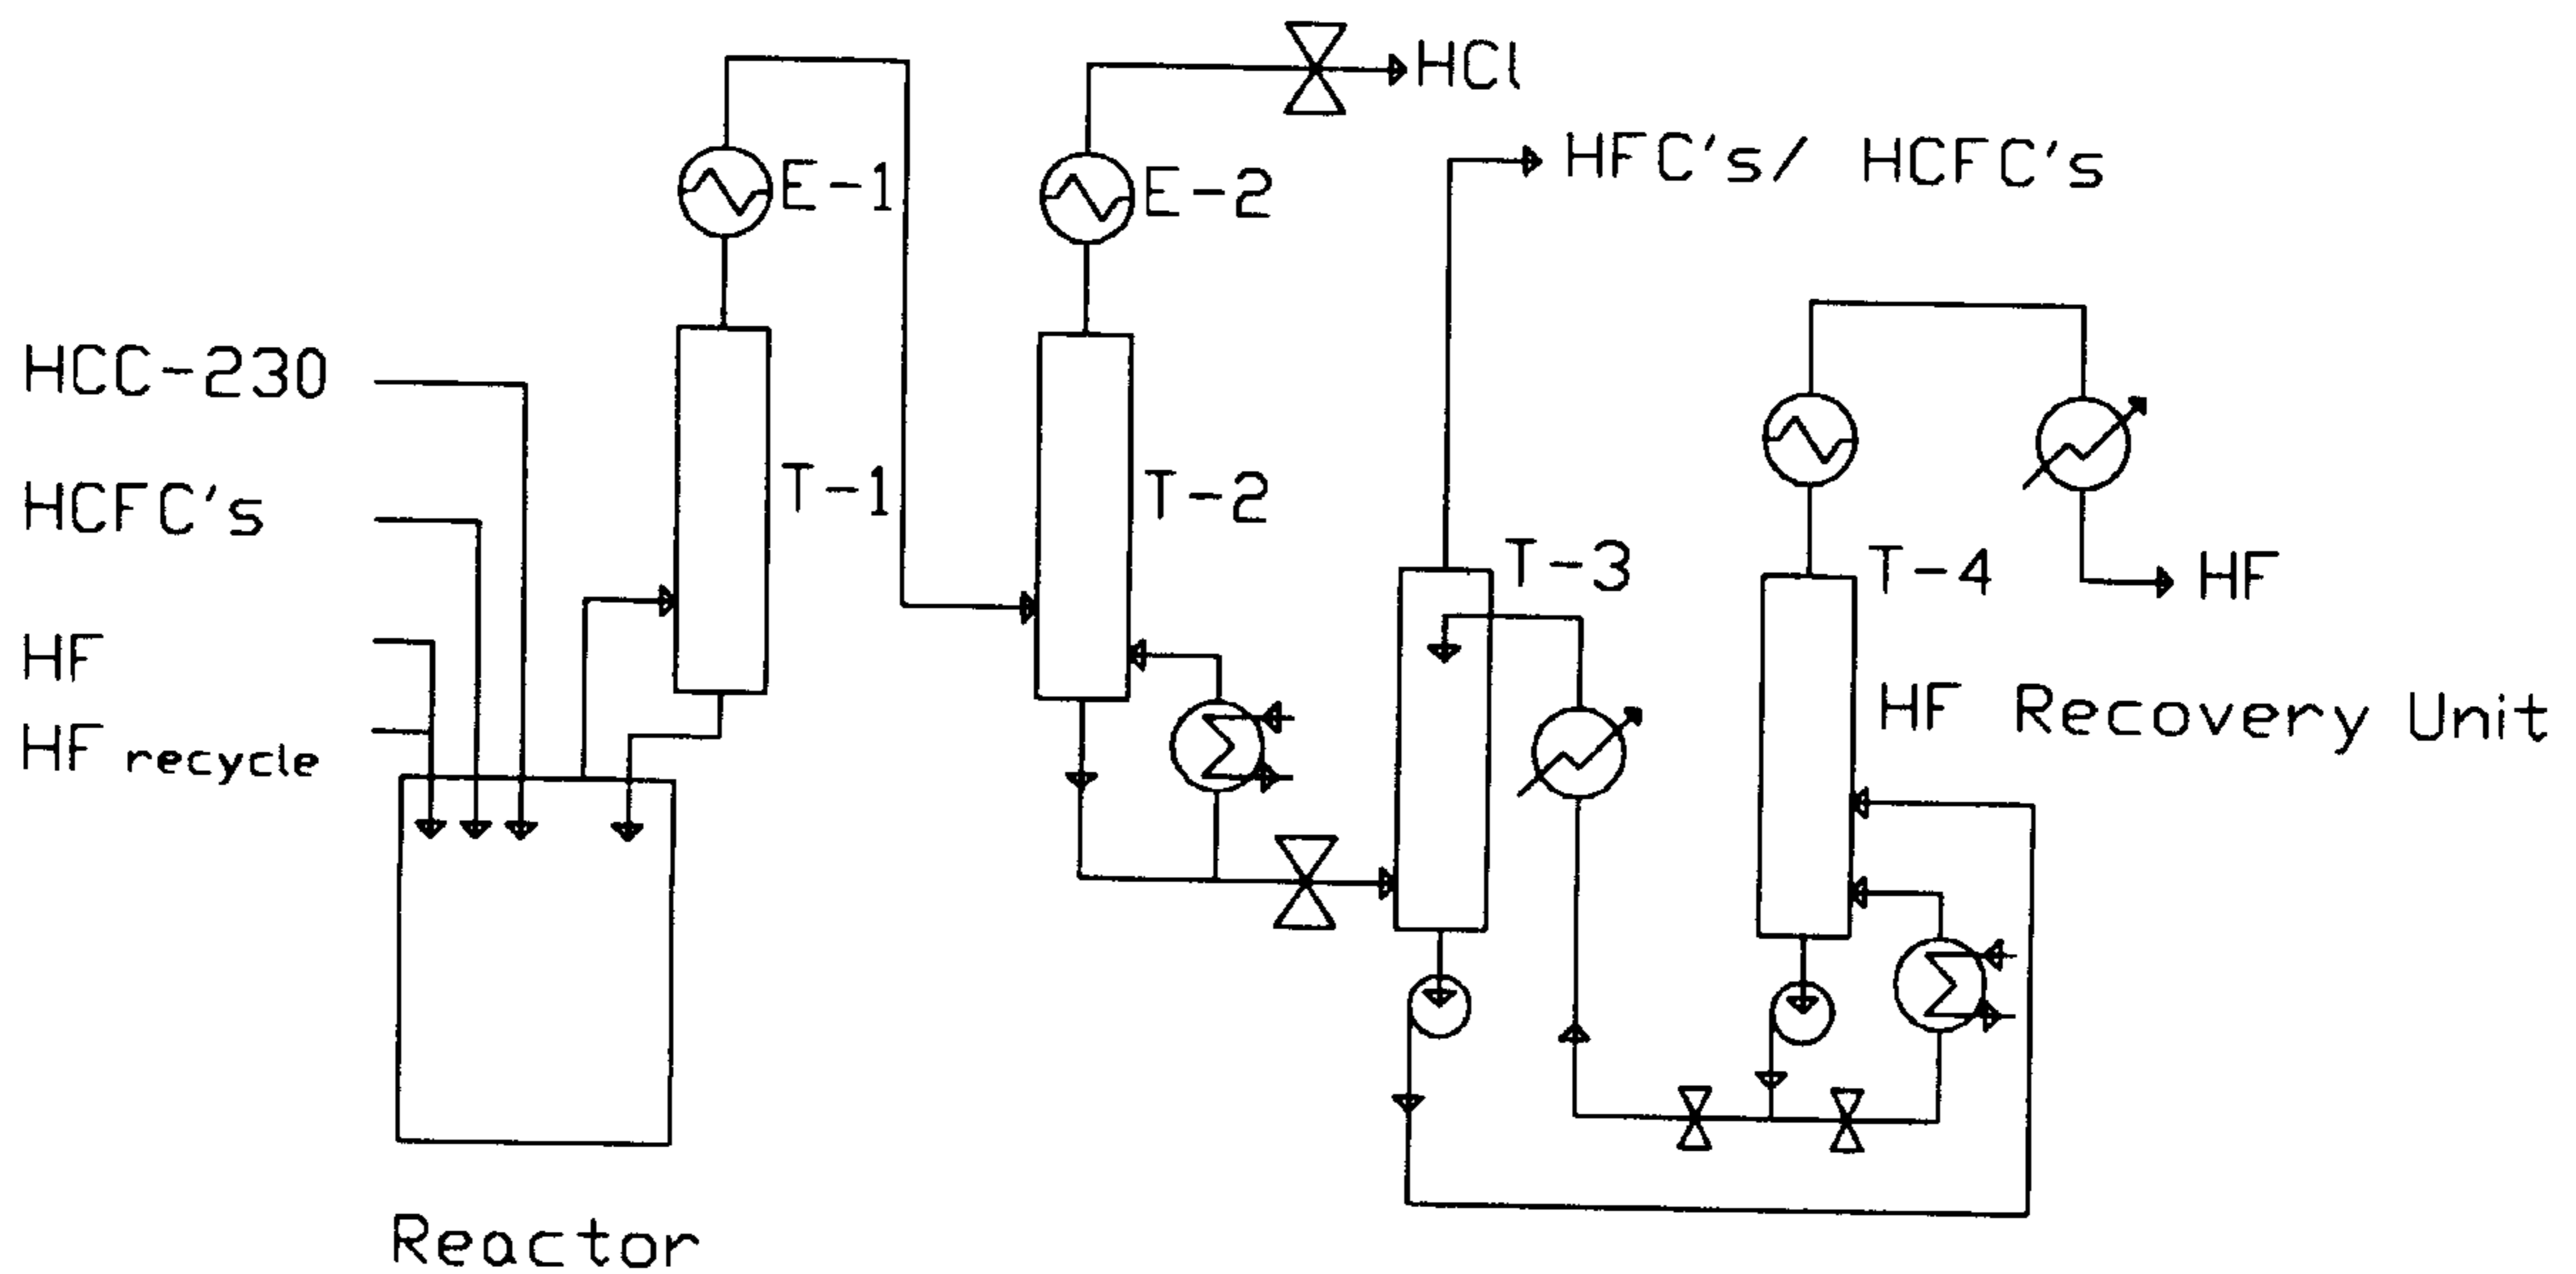 HCl
HFC's/ HCFC's
E-1
E-2
HCC-230
HCFC's
T-1
T-2
T-3
T-4
HF
HF
HF recycle
HF Recovery Unit
Reactor